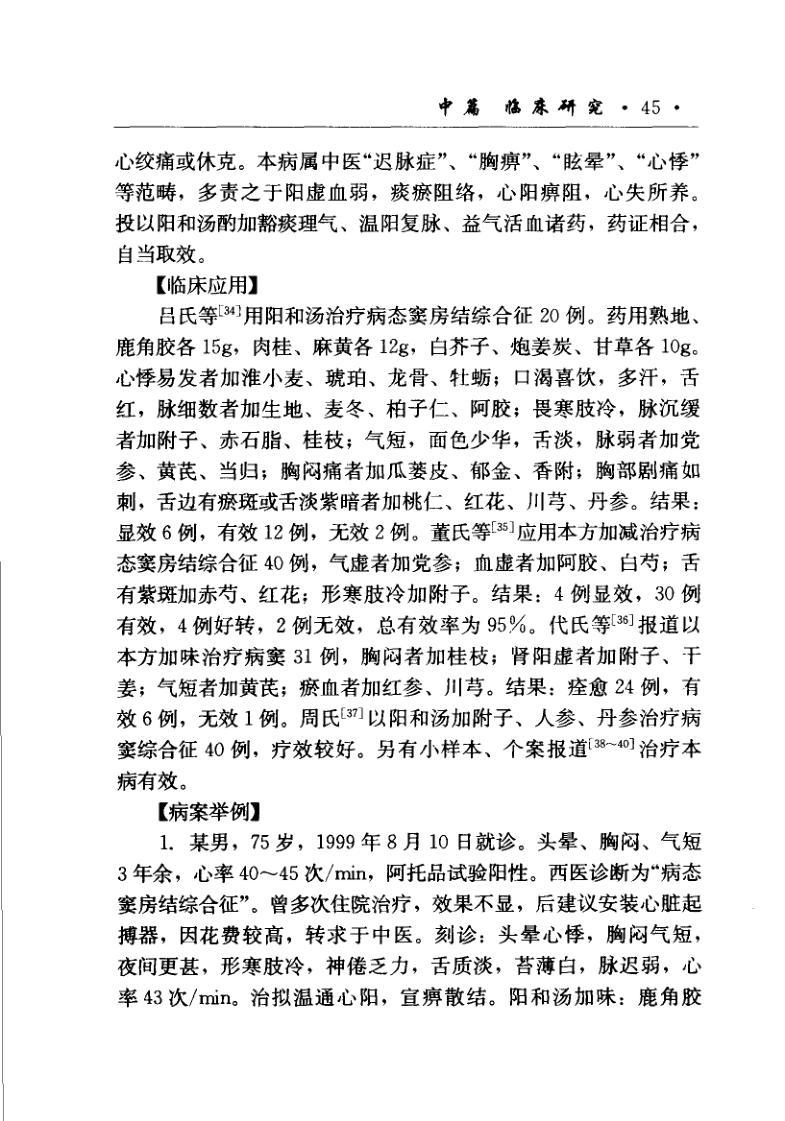 中篇 临床研究 · 45 ·
心绞痛或休克。本病属中医“迟脉症”、“胸痹”、“眩晕”、“心悸”
等范畴，多责之于阳虚血弱，痰瘀阻络，心阳痹阻，心失所养。
投以阳和汤酌加豁痰理气、温阳复脉、益气活血诸药，药证相合，
自当取效。
【临床应用】
吕氏等[34]用阳和汤治疗病态窦房结综合征 20 例。药用熟地、
鹿角胶各 15g，肉桂、麻黄各 12g，白芥子、炮姜炭、甘草各 10g。
心悸易发者加淮小麦、琥珀、龙骨、牡蛎；口渴喜饮，多汗，舌
红，脉细数者加生地、麦冬、柏子仁、阿胶；畏寒肢冷，脉沉缓
者加附子、赤石脂、桂枝；气短，面色少华，舌淡，脉弱者加党
参、黄芪、当归；胸闷痛者加瓜蒌皮、郁金、香附；胸部剧痛如
刺，舌边有瘀斑或舌淡紫暗者加桃仁、红花、川芎、丹参。结果：
显效 6 例，有效 12 例，无效 2 例。董氏等[35]应用本方加减治疗病
态窦房结综合征 40 例，气虚者加党参；血虚者加阿胶、白芍；舌
有紫斑加赤芍、红花；形寒肢冷加附子。结果：4 例显效，30 例
有效，4 例好转，2 例无效，总有效率为 95%。代氏等[36]报道以
本方加味治疗病窦 31 例，胸闷者加桂枝；肾阳虚者加附子、干
姜；气短者加黄芪；瘀血者加红参、川芎。结果：痊愈 24 例，有
效 6 例，无效 1 例。周氏[37]以阳和汤加附子、人参、丹参治疗病
窦综合征 40 例，疗效较好。另有小样本、个案报道[38～40]治疗本
病有效。
【病案举例】
1. 某男，75 岁，1999 年 8 月 10 日就诊。头晕、胸闷、气短
3 年余，心率 40～45 次/min，阿托品试验阳性。西医诊断为“病态
窦房结综合征”。曾多次住院治疗，效果不显，后建议安装心脏起
搏器，因花费较高，转求于中医。刻诊：头晕心悸，胸闷气短，
夜间更甚，形寒肢冷，神倦乏力，舌质淡，苔薄白，脉迟弱，心
率 43 次/min。治拟温通心阳，宣痹散结。阳和汤加味：鹿角胶